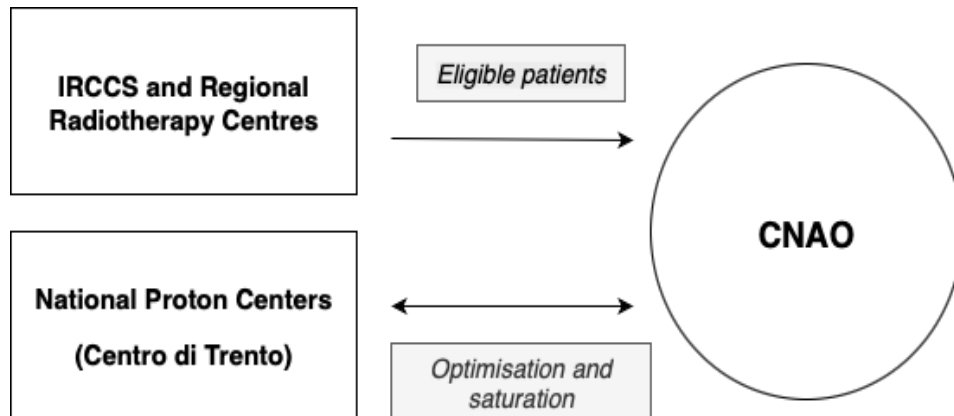 IRCCS and Regional
Radiotherapy Centres
Eligible patients
CNAO
National Proton Centers
(Centro di Trento)
Optimisation and
saturation